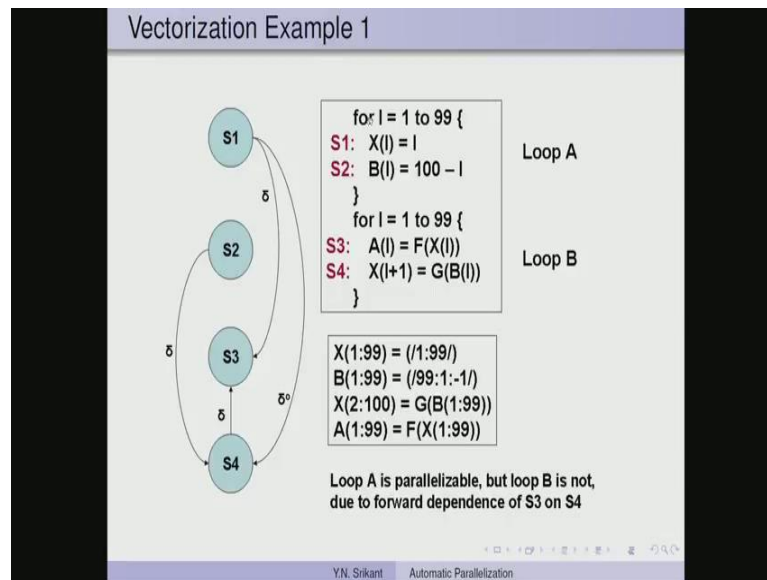 Vectorization Example 1
S1
S2
S3
S4
δ
δ
δ
δᵒ
for I = 1 to 99 {
S1: X(I) = I
S2: B(I) = 100 – I
}
for I = 1 to 99 {
S3: A(I) = F(X(I))
S4: X(I+1) = G(B(I))
}
Loop A
Loop B
X(1:99) = (/1:99/)
B(1:99) = (/99:1:-1/)
X(2:100) = G(B(1:99))
A(1:99) = F(X(1:99))
Loop A is parallelizable, but loop B is not,
due to forward dependence of S3 on S4
Y.N. Srikant Automatic Parallelization